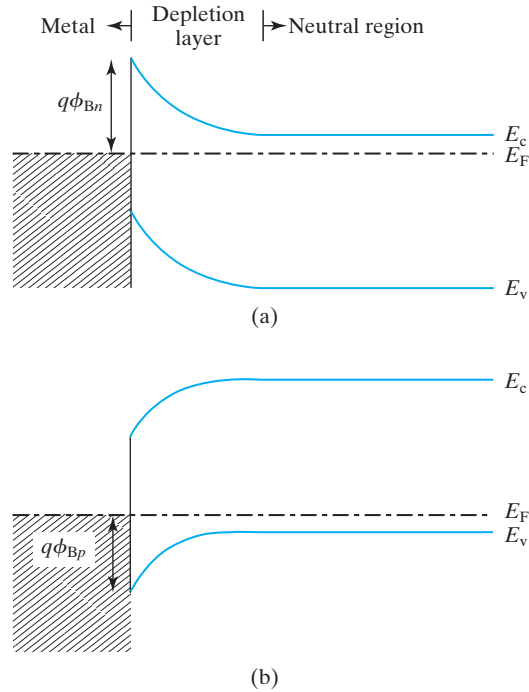 Metal
Depletion
layer
Neutral region
qϕBn
Ec
EF
Ev
(a)
Ec
EF
Ev
qϕBp
(b)